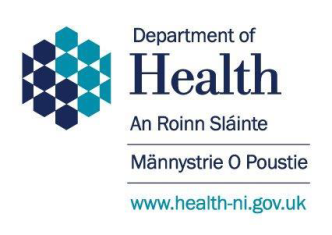 Department of
Health
An Roinn Sláinte
Männystrie O Poustie
www.health-ni.gov.uk